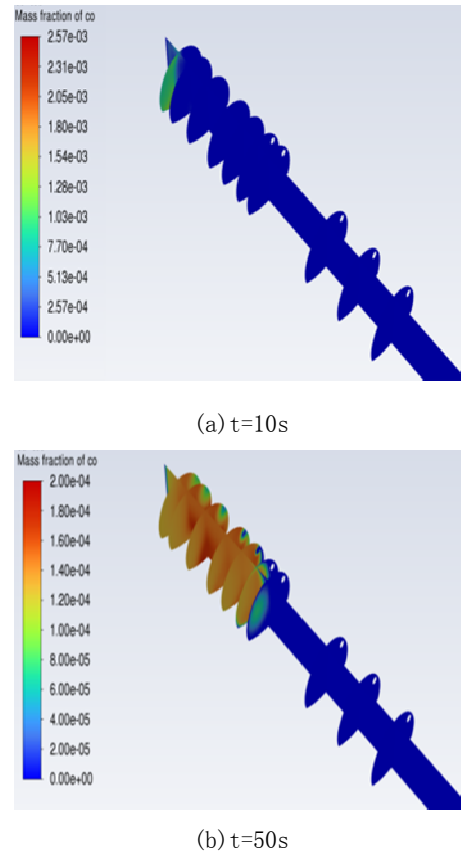 Mass fraction of co
2.57e-03
2.31e-03
2.05e-03
1.80e-03
1.54e-03
1.28e-03
1.03e-03
7.70e-04
5.13e-04
2.57e-04
0.00e+00
(a)t=10s
Mass fraction of co
2.00e-04
1.80e-04
1.60e-04
1.40e-04
1.20e-04
1.00e-04
8.00e-05
6.00e-05
4.00e-05
2.00e-05
0.00e+00
(b)t=50s